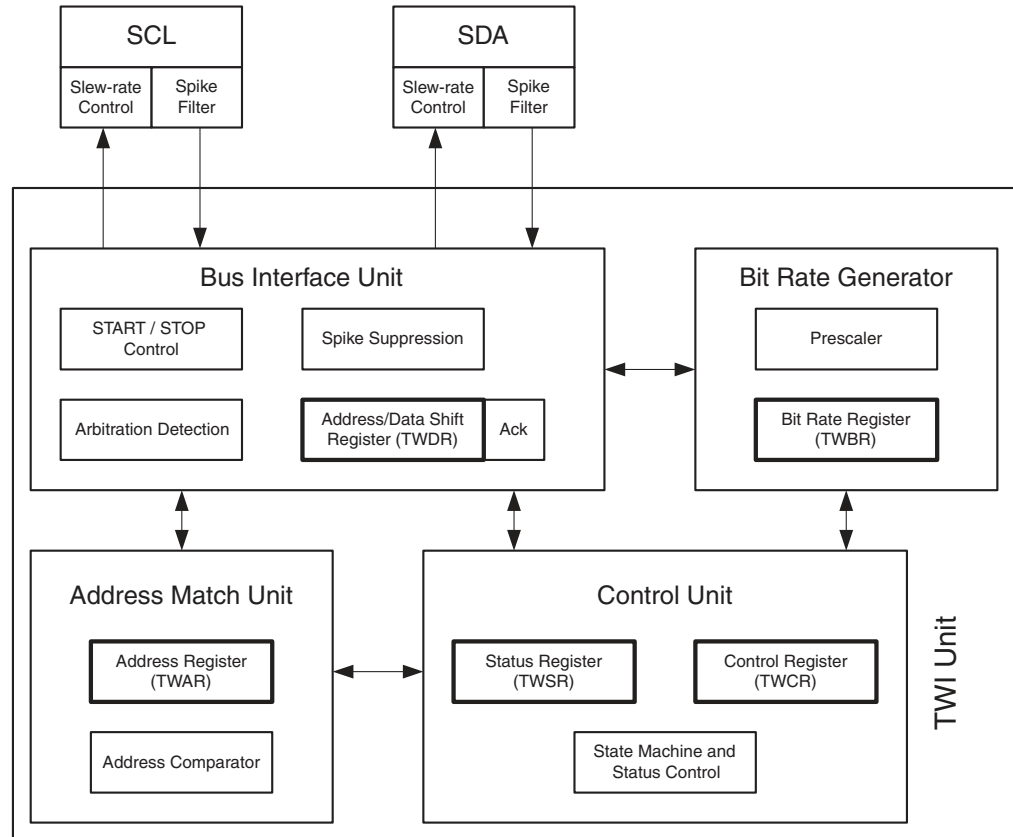 SCL
Slew-rate
Control
Spike
Filter
SDA
Slew-rate
Control
Spike
Filter
Bus Interface Unit
START / STOP
Control
Spike Suppression
Arbitration Detection
Address/Data Shift
Register (TWDR)
Ack
Bit Rate Generator
Prescaler
Bit Rate Register
(TWBR)
Address Match Unit
Address Register
(TWAR)
Address Comparator
Control Unit
Status Register
(TWSR)
Control Register
(TWCR)
State Machine and
Status Control
TWI Unit